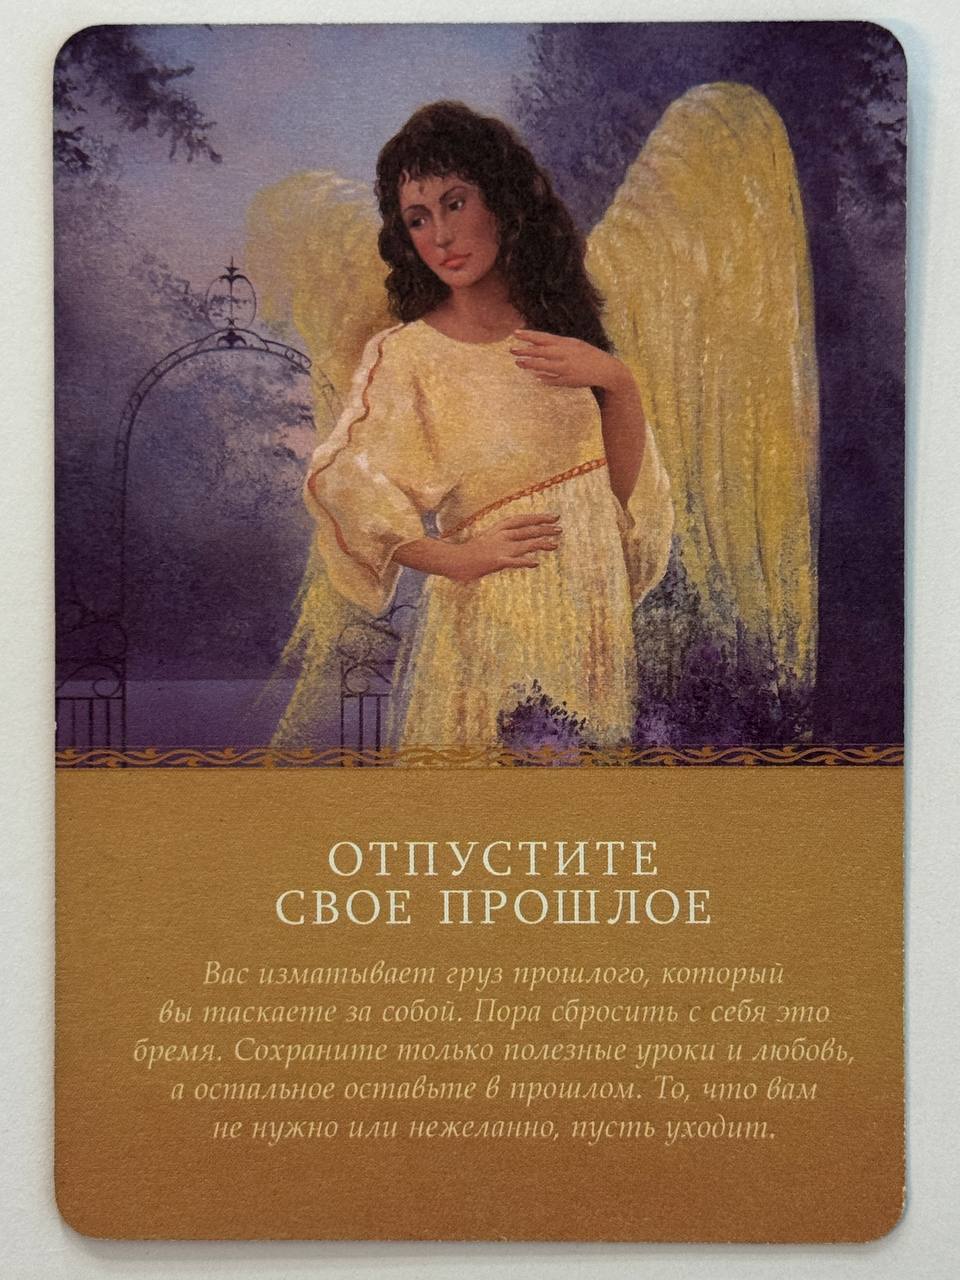 ОТПУСТИТЕ
СВОЕ ПРОШЛОЕ
Вас изматывает груз прошлого, который
вы таскаете за собой. Пора сбросить с себя это
бремя. Сохраните только полезные уроки и любовь,
а остальное оставьте в прошлом. То, что вам
не нужно или нежеланно, пусть уходит.